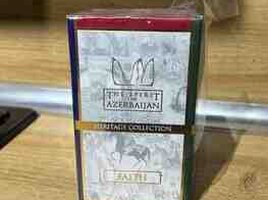 THE SPIRIT
OF
AZERBAIJAN
HERITAGE COLLECTION
FAITH